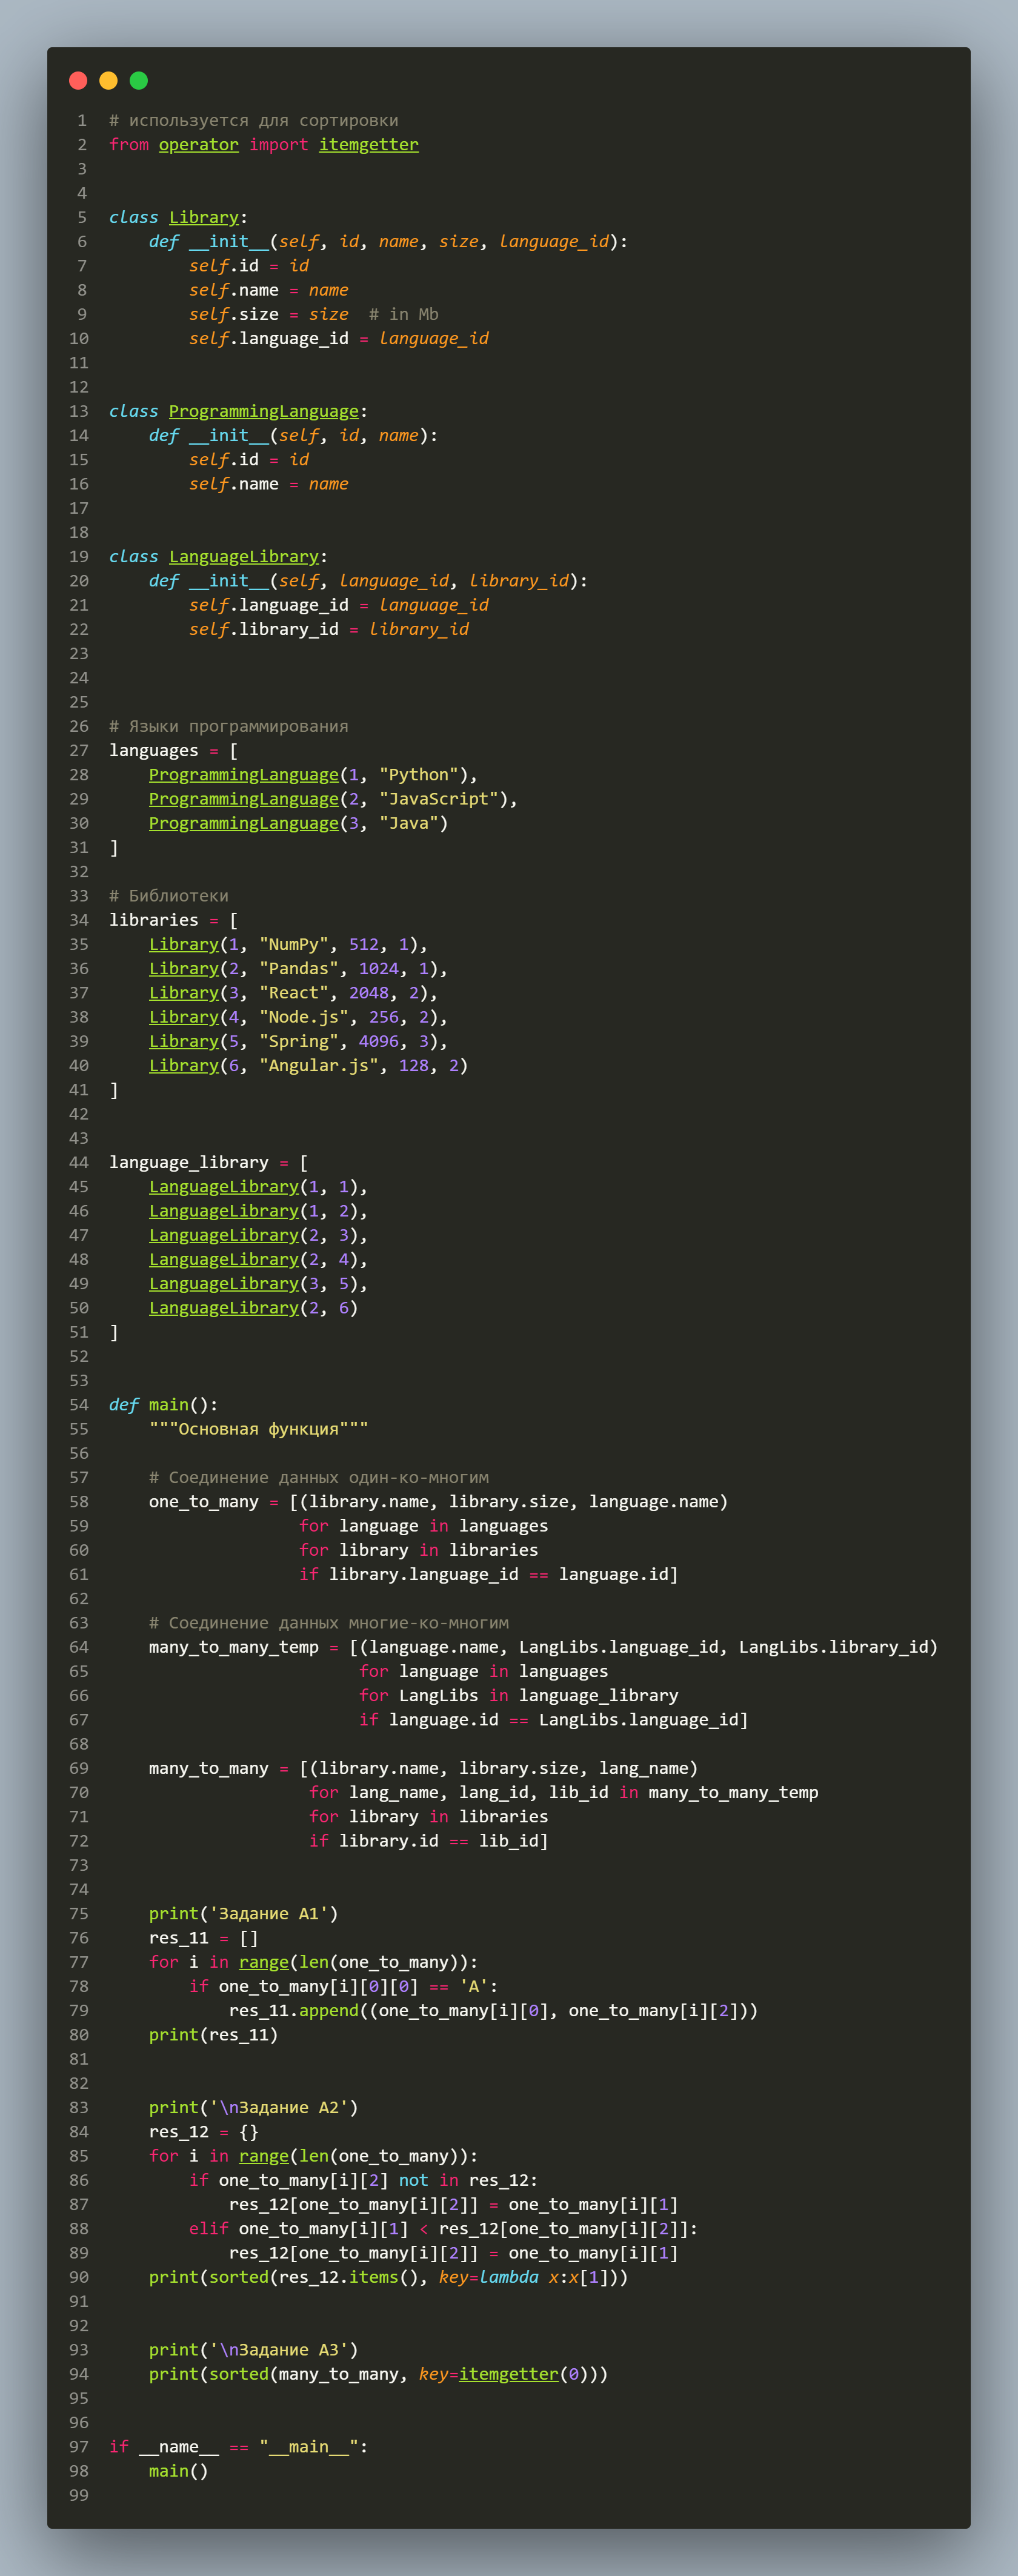 1 # используется для сортировки
2 from operator import itemgetter
3
4
5 class Library:
6     def __init__(self, id, name, size, language_id):
7         self.id = id
8         self.name = name
9         self.size = size  # in Mb
10         self.language_id = language_id
11
12
13 class ProgrammingLanguage:
14     def __init__(self, id, name):
15         self.id = id
16         self.name = name
17
18
19 class LanguageLibrary:
20     def __init__(self, language_id, library_id):
21         self.language_id = language_id
22         self.library_id = library_id
23
24
25
26 # Языки программирования
27 languages = [
28     ProgrammingLanguage(1, "Python"),
29     ProgrammingLanguage(2, "JavaScript"),
30     ProgrammingLanguage(3, "Java")
31 ]
32
33 # Библиотеки
34 libraries = [
35     Library(1, "NumPy", 512, 1),
36     Library(2, "Pandas", 1024, 1),
37     Library(3, "React", 2048, 2),
38     Library(4, "Node.js", 256, 2),
39     Library(5, "Spring", 4096, 3),
40     Library(6, "Angular.js", 128, 2)
41 ]
42
43
44 language_library = [
45     LanguageLibrary(1, 1),
46     LanguageLibrary(1, 2),
47     LanguageLibrary(2, 3),
48     LanguageLibrary(2, 4),
49     LanguageLibrary(3, 5),
50     LanguageLibrary(2, 6)
51 ]
52
53
54 def main():
55     """Основная функция"""
56
57     # Соединение данных один-ко-многим
58     one_to_many = [(library.name, library.size, language.name)
59                    for language in languages
60                    for library in libraries
61                    if library.language_id == language.id]
62
63     # Соединение данных многие-ко-многим
64     many_to_many_temp = [(language.name, LangLibs.language_id, LangLibs.library_id)
65                          for language in languages
66                          for LangLibs in language_library
67                          if language.id == LangLibs.language_id]
68
69     many_to_many = [(library.name, library.size, lang_name)
70                     for lang_name, lang_id, lib_id in many_to_many_temp
71                     for library in libraries
72                     if library.id == lib_id]
73
74
75     print('Задание А1')
76     res_11 = []
77     for i in range(len(one_to_many)):
78         if one_to_many[i][0][0] == 'A':
79             res_11.append((one_to_many[i][0], one_to_many[i][2]))
80     print(res_11)
81
82
83     print('\nЗадание А2')
84     res_12 = {}
85     for i in range(len(one_to_many)):
86         if one_to_many[i][2] not in res_12:
87             res_12[one_to_many[i][2]] = one_to_many[i][1]
88         elif one_to_many[i][1] < res_12[one_to_many[i][2]]:
89             res_12[one_to_many[i][2]] = one_to_many[i][1]
90     print(sorted(res_12.items(), key=lambda x:x[1]))
91
92
93     print('\nЗадание А3')
94     print(sorted(many_to_many, key=itemgetter(0)))
95
96
97 if __name__ == "__main__":
98     main()
99